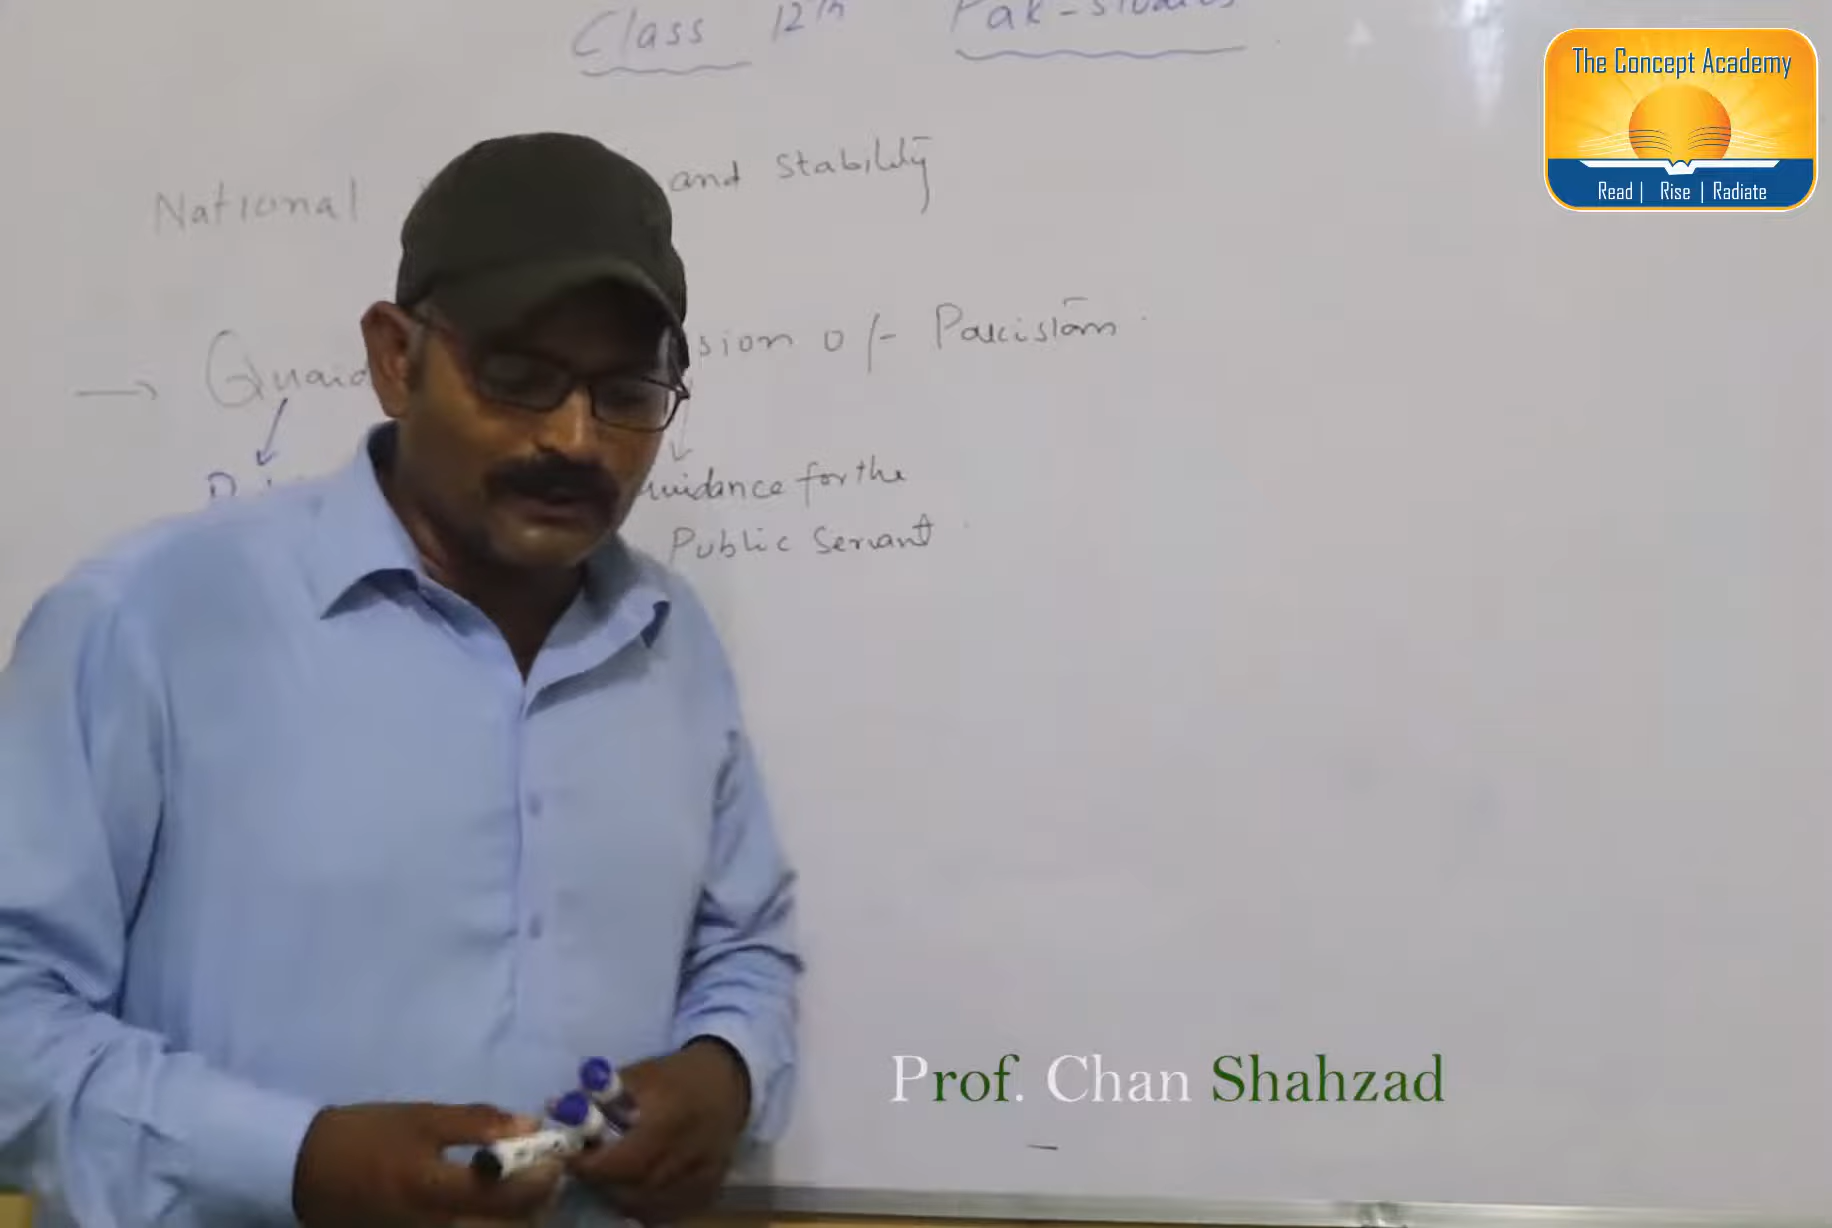 Class 12th Pak-studies
The Concept Academy
Read | Rise | Radiate
National and Stability
→ Quaid sion of Pakistan.
uidance for the
Public Servant
Prof. Chan Shahzad